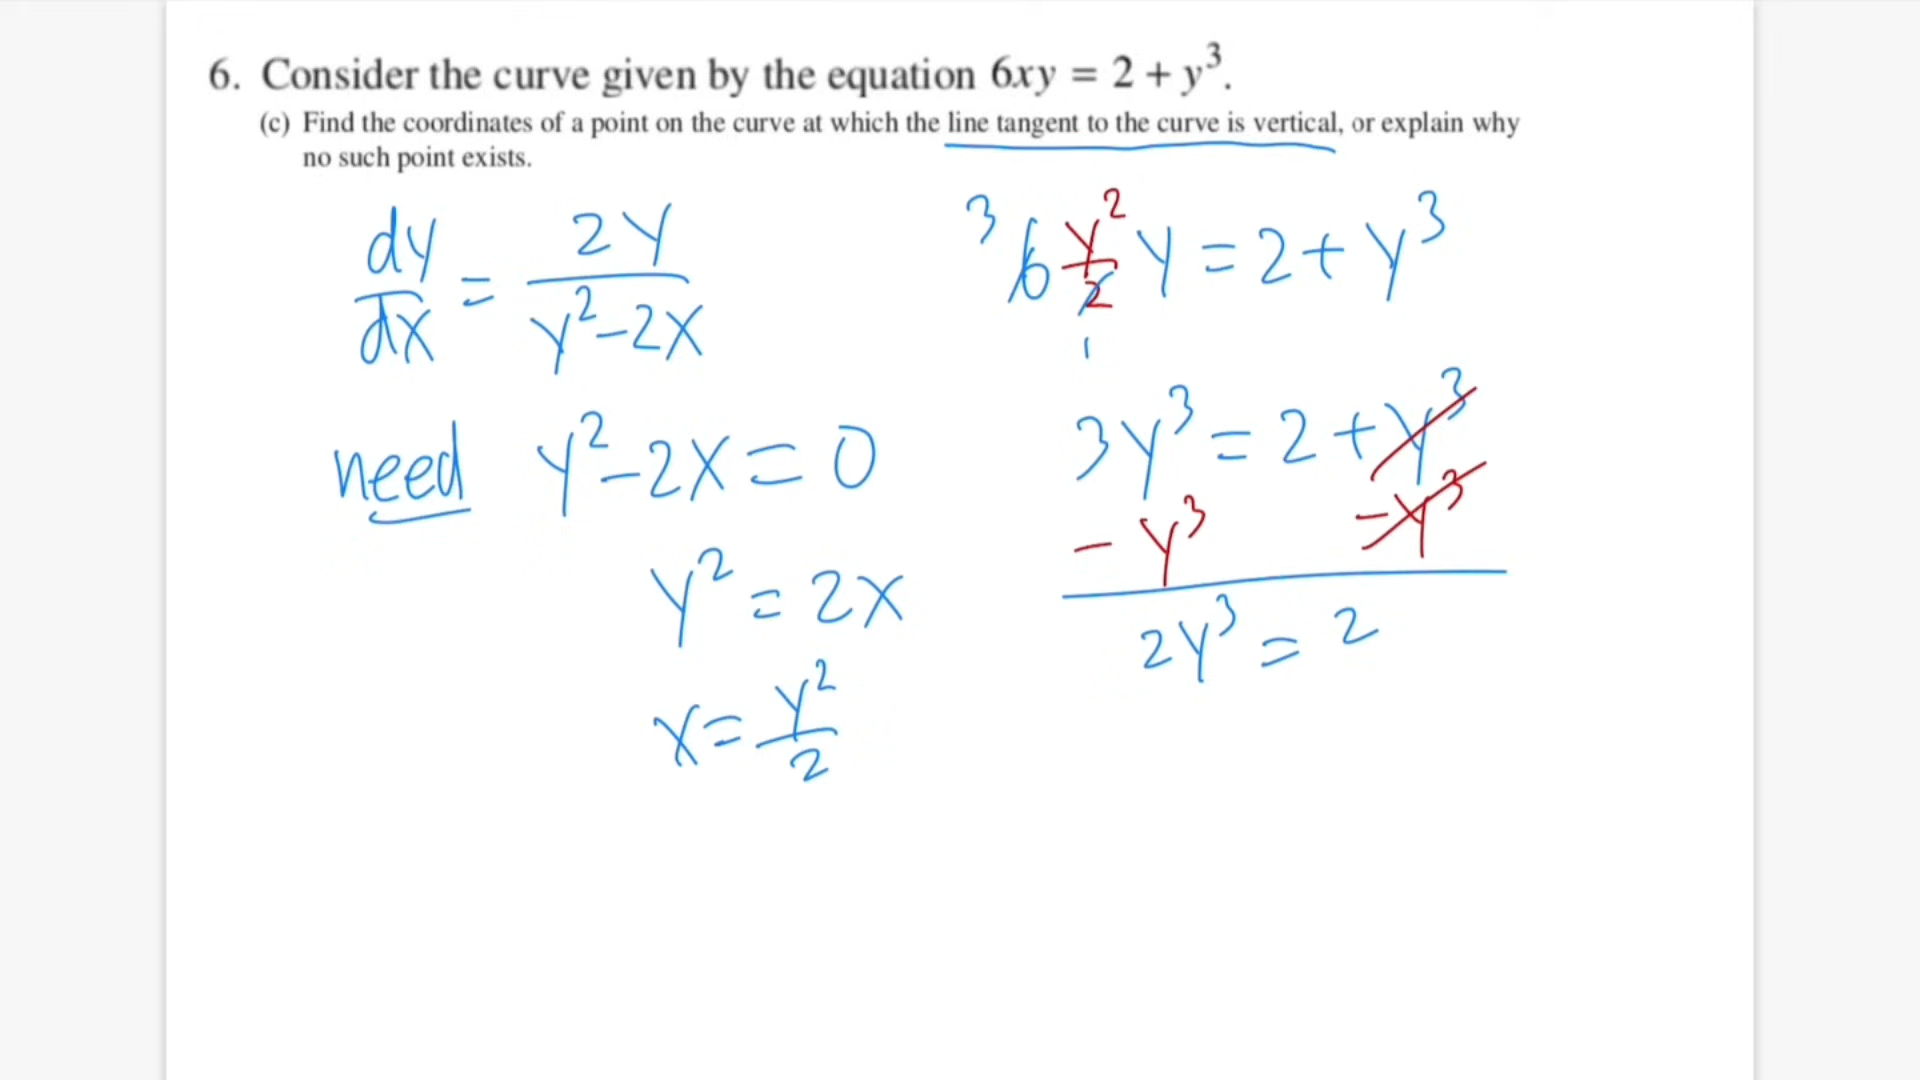 6. Consider the curve given by the equation 6xy = 2 + y³.
(c) Find the coordinates of a point on the curve at which the line tangent to the curve is vertical, or explain why
no such point exists.
dy/dx = 2y/(y²-2x)
need y²-2x=0
y² = 2x
x = y²/2
³ 6 y²/2 y = 2 + y³
1
3y³ = 2 + y³
- y³ - y³
2y³ = 2